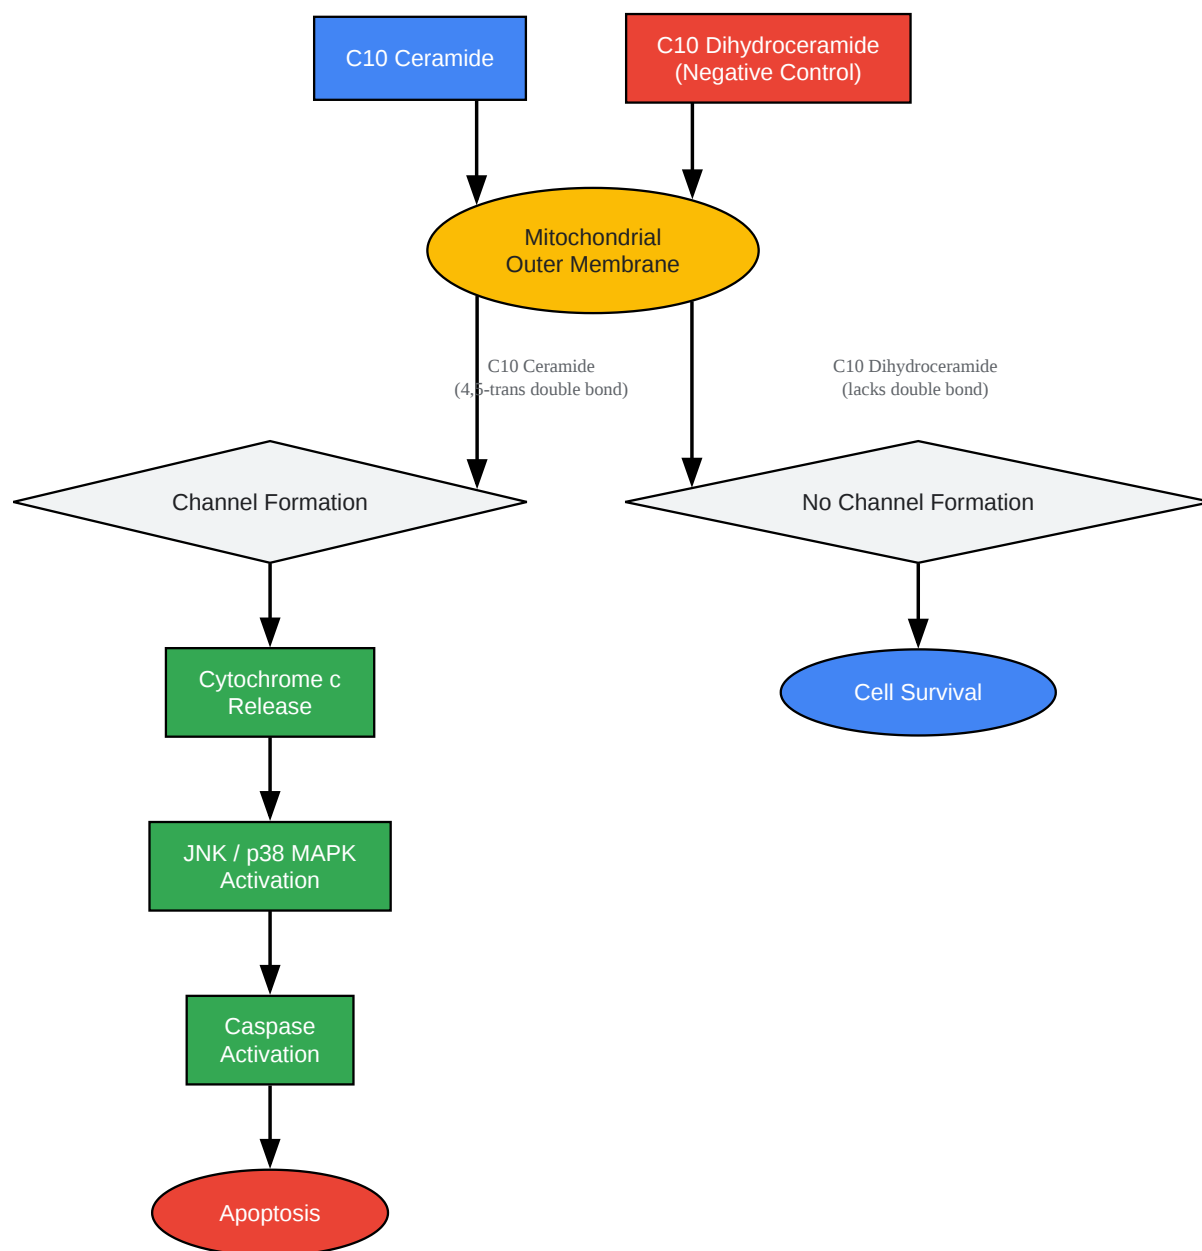 C10 Ceramide
C10 Dihydroceramide
(Negative Control)
Mitochondrial
Outer Membrane
C10 Ceramide
(4,5-trans double bond)
C10 Dihydroceramide
(lacks double bond)
Channel Formation
No Channel Formation
Cytochrome c
Release
Cell Survival
JNK / p38 MAPK
Activation
Caspase
Activation
Apoptosis